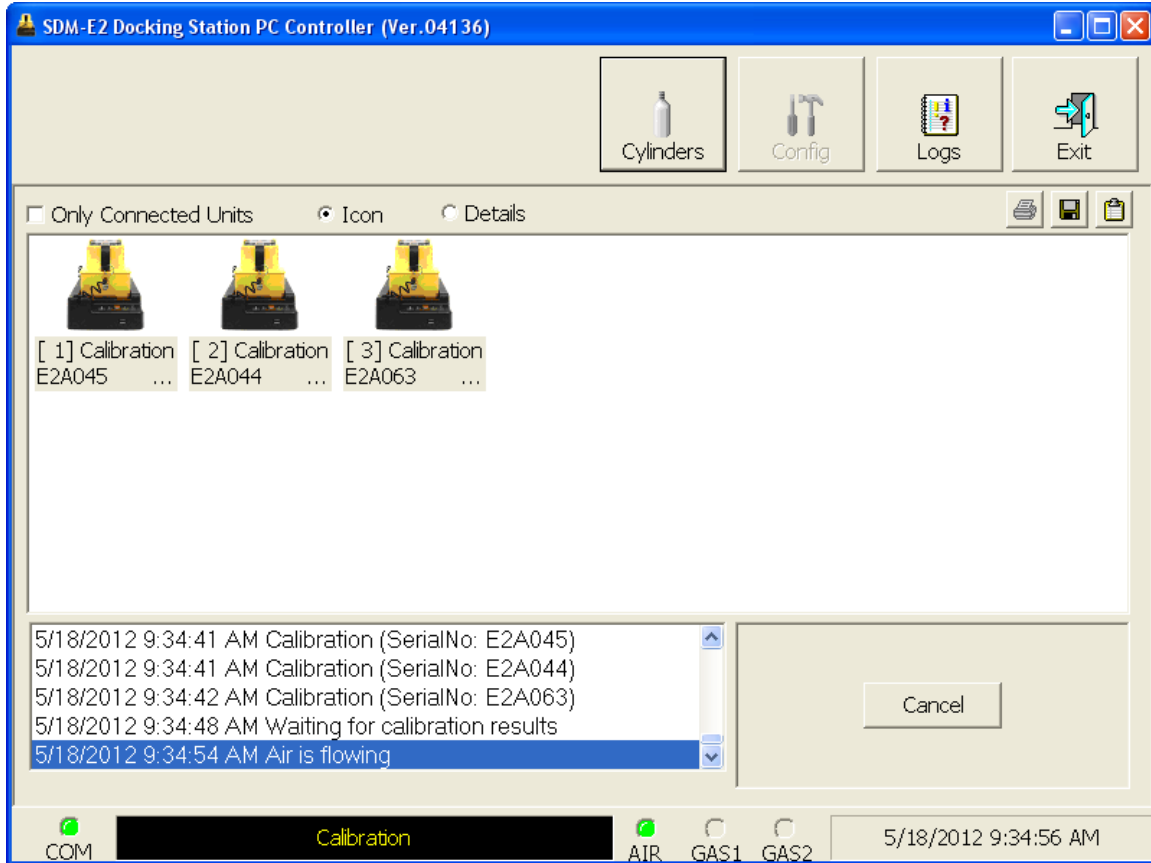 SDM-E2 Docking Station PC Controller (Ver.04136)
Cylinders
Config
Logs
Exit
Only Connected Units
Icon
Details
[ 1] Calibration
E2A045 ...
[ 2] Calibration
E2A044 ...
[ 3] Calibration
E2A063 ...
5/18/2012 9:34:41 AM Calibration (SerialNo: E2A045)
5/18/2012 9:34:41 AM Calibration (SerialNo: E2A044)
5/18/2012 9:34:42 AM Calibration (SerialNo: E2A063)
5/18/2012 9:34:48 AM Waiting for calibration results
5/18/2012 9:34:54 AM Air is flowing
Cancel
COM
Calibration
AIR
GAS1
GAS2
5/18/2012 9:34:56 AM